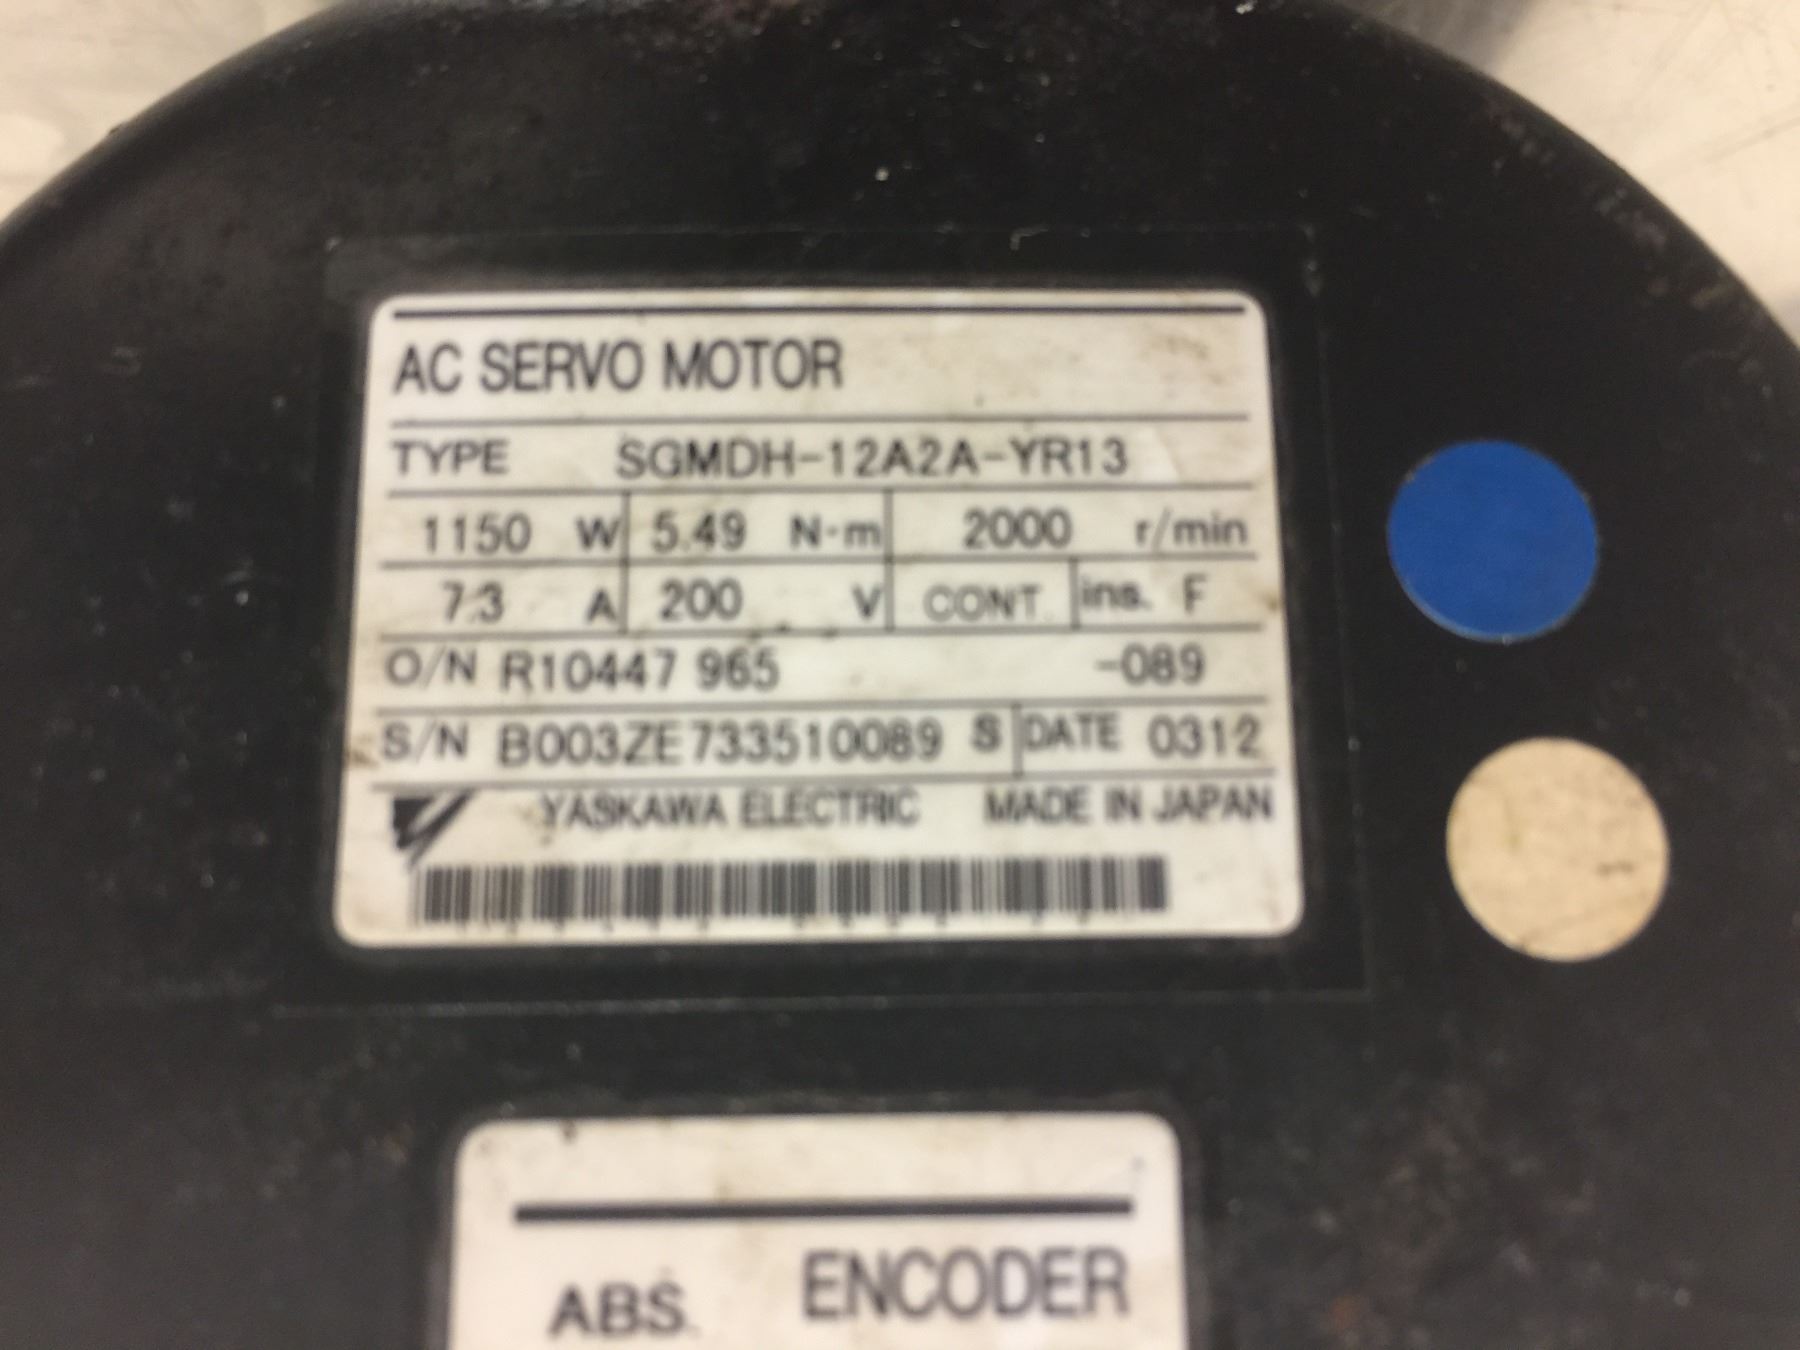 AC SERVO MOTOR
TYPE SGMDH-12A2A-YR13
1150 W 5.49 N·m 2000 r/min
7.3 A 200 V CONT. ins. F
O/N R10447 965 -089
S/N B003ZE733510089 S DATE 0312
YASKAWA ELECTRIC MADE IN JAPAN
ABS. ENCODER